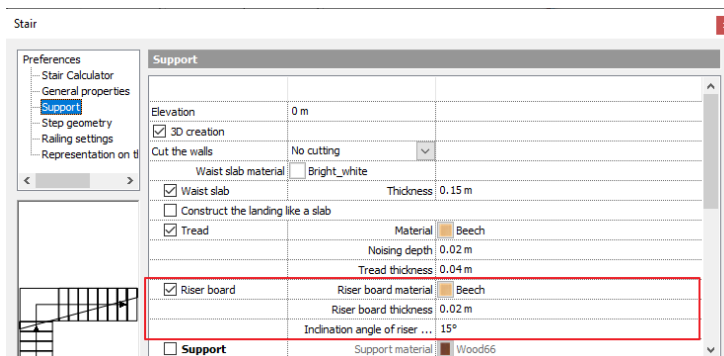 Stair
Preferences
Stair Calculator
General properties
Support
Step geometry
Railing settings
Representation on tl
Support
Elevation 0 m
3D creation
Cut the walls No cutting
Waist slab material Bright_white
Waist slab Thickness 0.15 m
Construct the landing like a slab
Tread Material Beech
Noising depth 0.02 m
Tread thickness 0.04 m
Riser board Riser board material Beech
Riser board thickness 0.02 m
Inclination angle of riser ... 15°
Support Support material Wood66